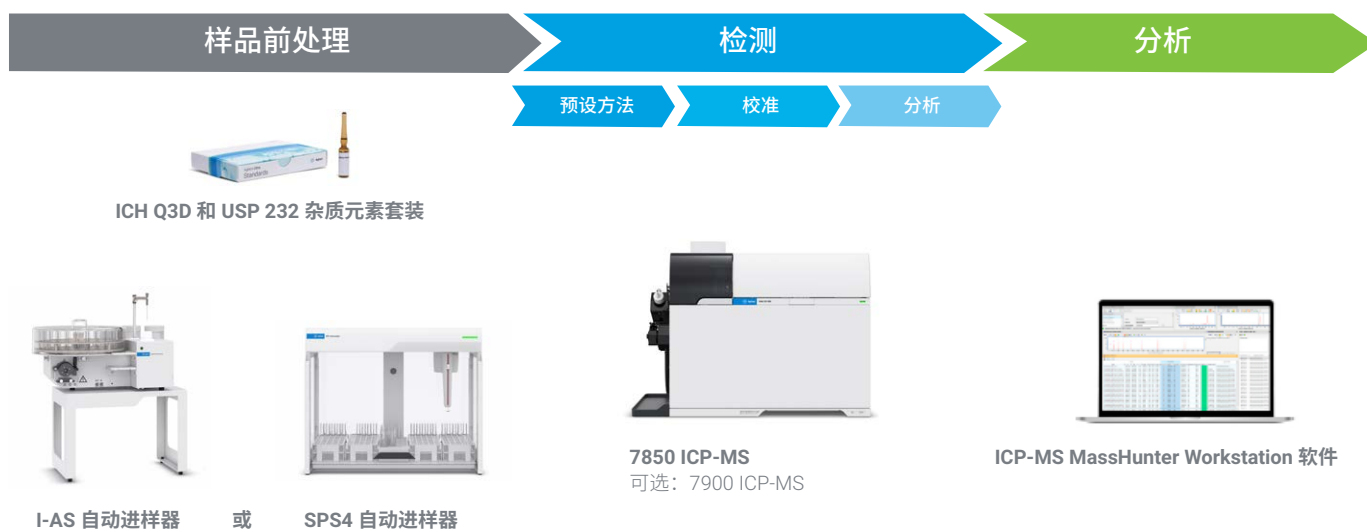 样品前处理
检测
分析
预设方法
校准
分析
Standards
ICH Q3D 和 USP 232 杂质元素套装
7850 ICP-MS
可选：7900 ICP-MS
ICP-MS MassHunter Workstation 软件
I-AS 自动进样器 或 SPS4 自动进样器